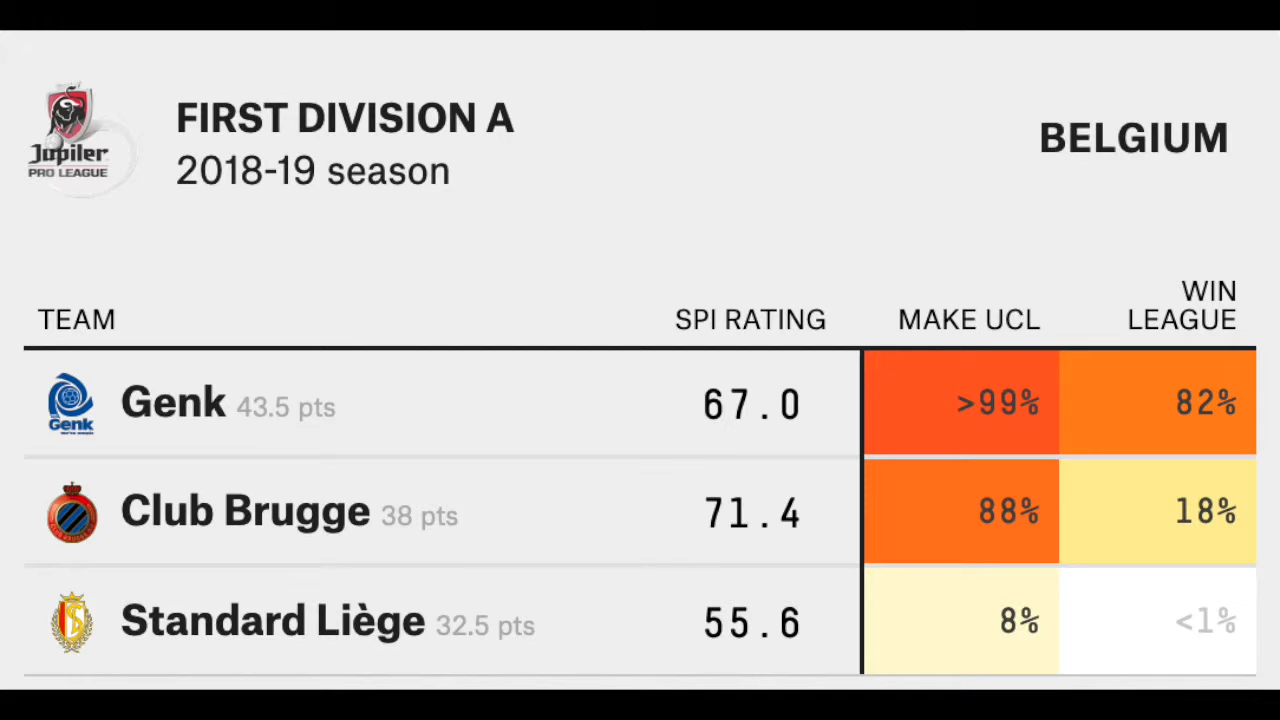 Jupiler
PRO LEAGUE
FIRST DIVISION A
2018-19 season
BELGIUM
TEAM SPI RATING MAKE UCL WIN LEAGUE
Genk Genk 43.5 pts 67.0 >99% 82%
Club Brugge 38 pts 71.4 88% 18%
Standard Liège 32.5 pts 55.6 8% <1%